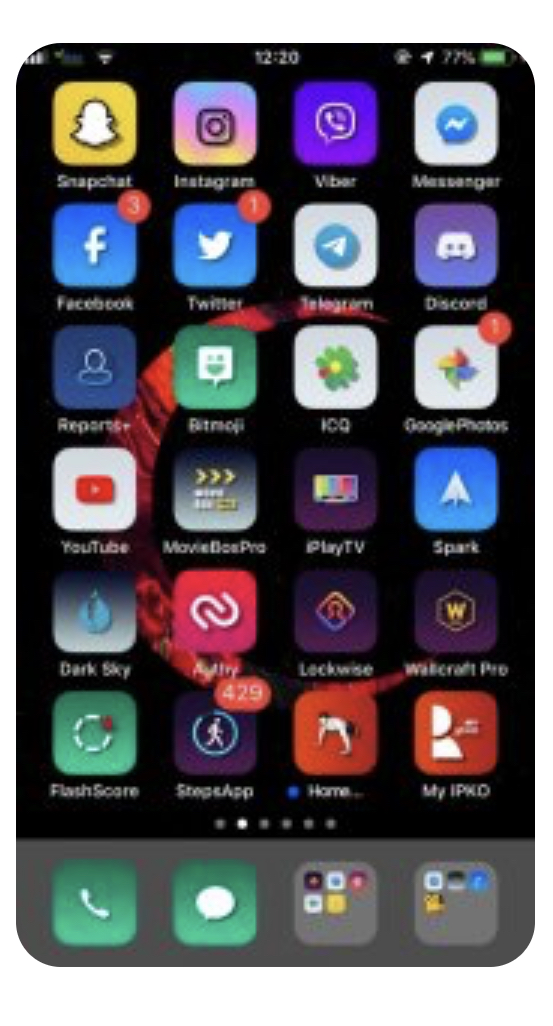 12:20 77%
Snapchat Instagram Viber Messenger
3 1
Facebook Twitter Telegram Discord
1
Reports+ Bitmoji ICQ GooglePhotos
MOVIE
YouTube MovieBoxPro iPlayTV Spark
W
Dark Sky Authy Lockwise Wallcraft Pro
429
FlashScore StepsApp Home... My IPKO